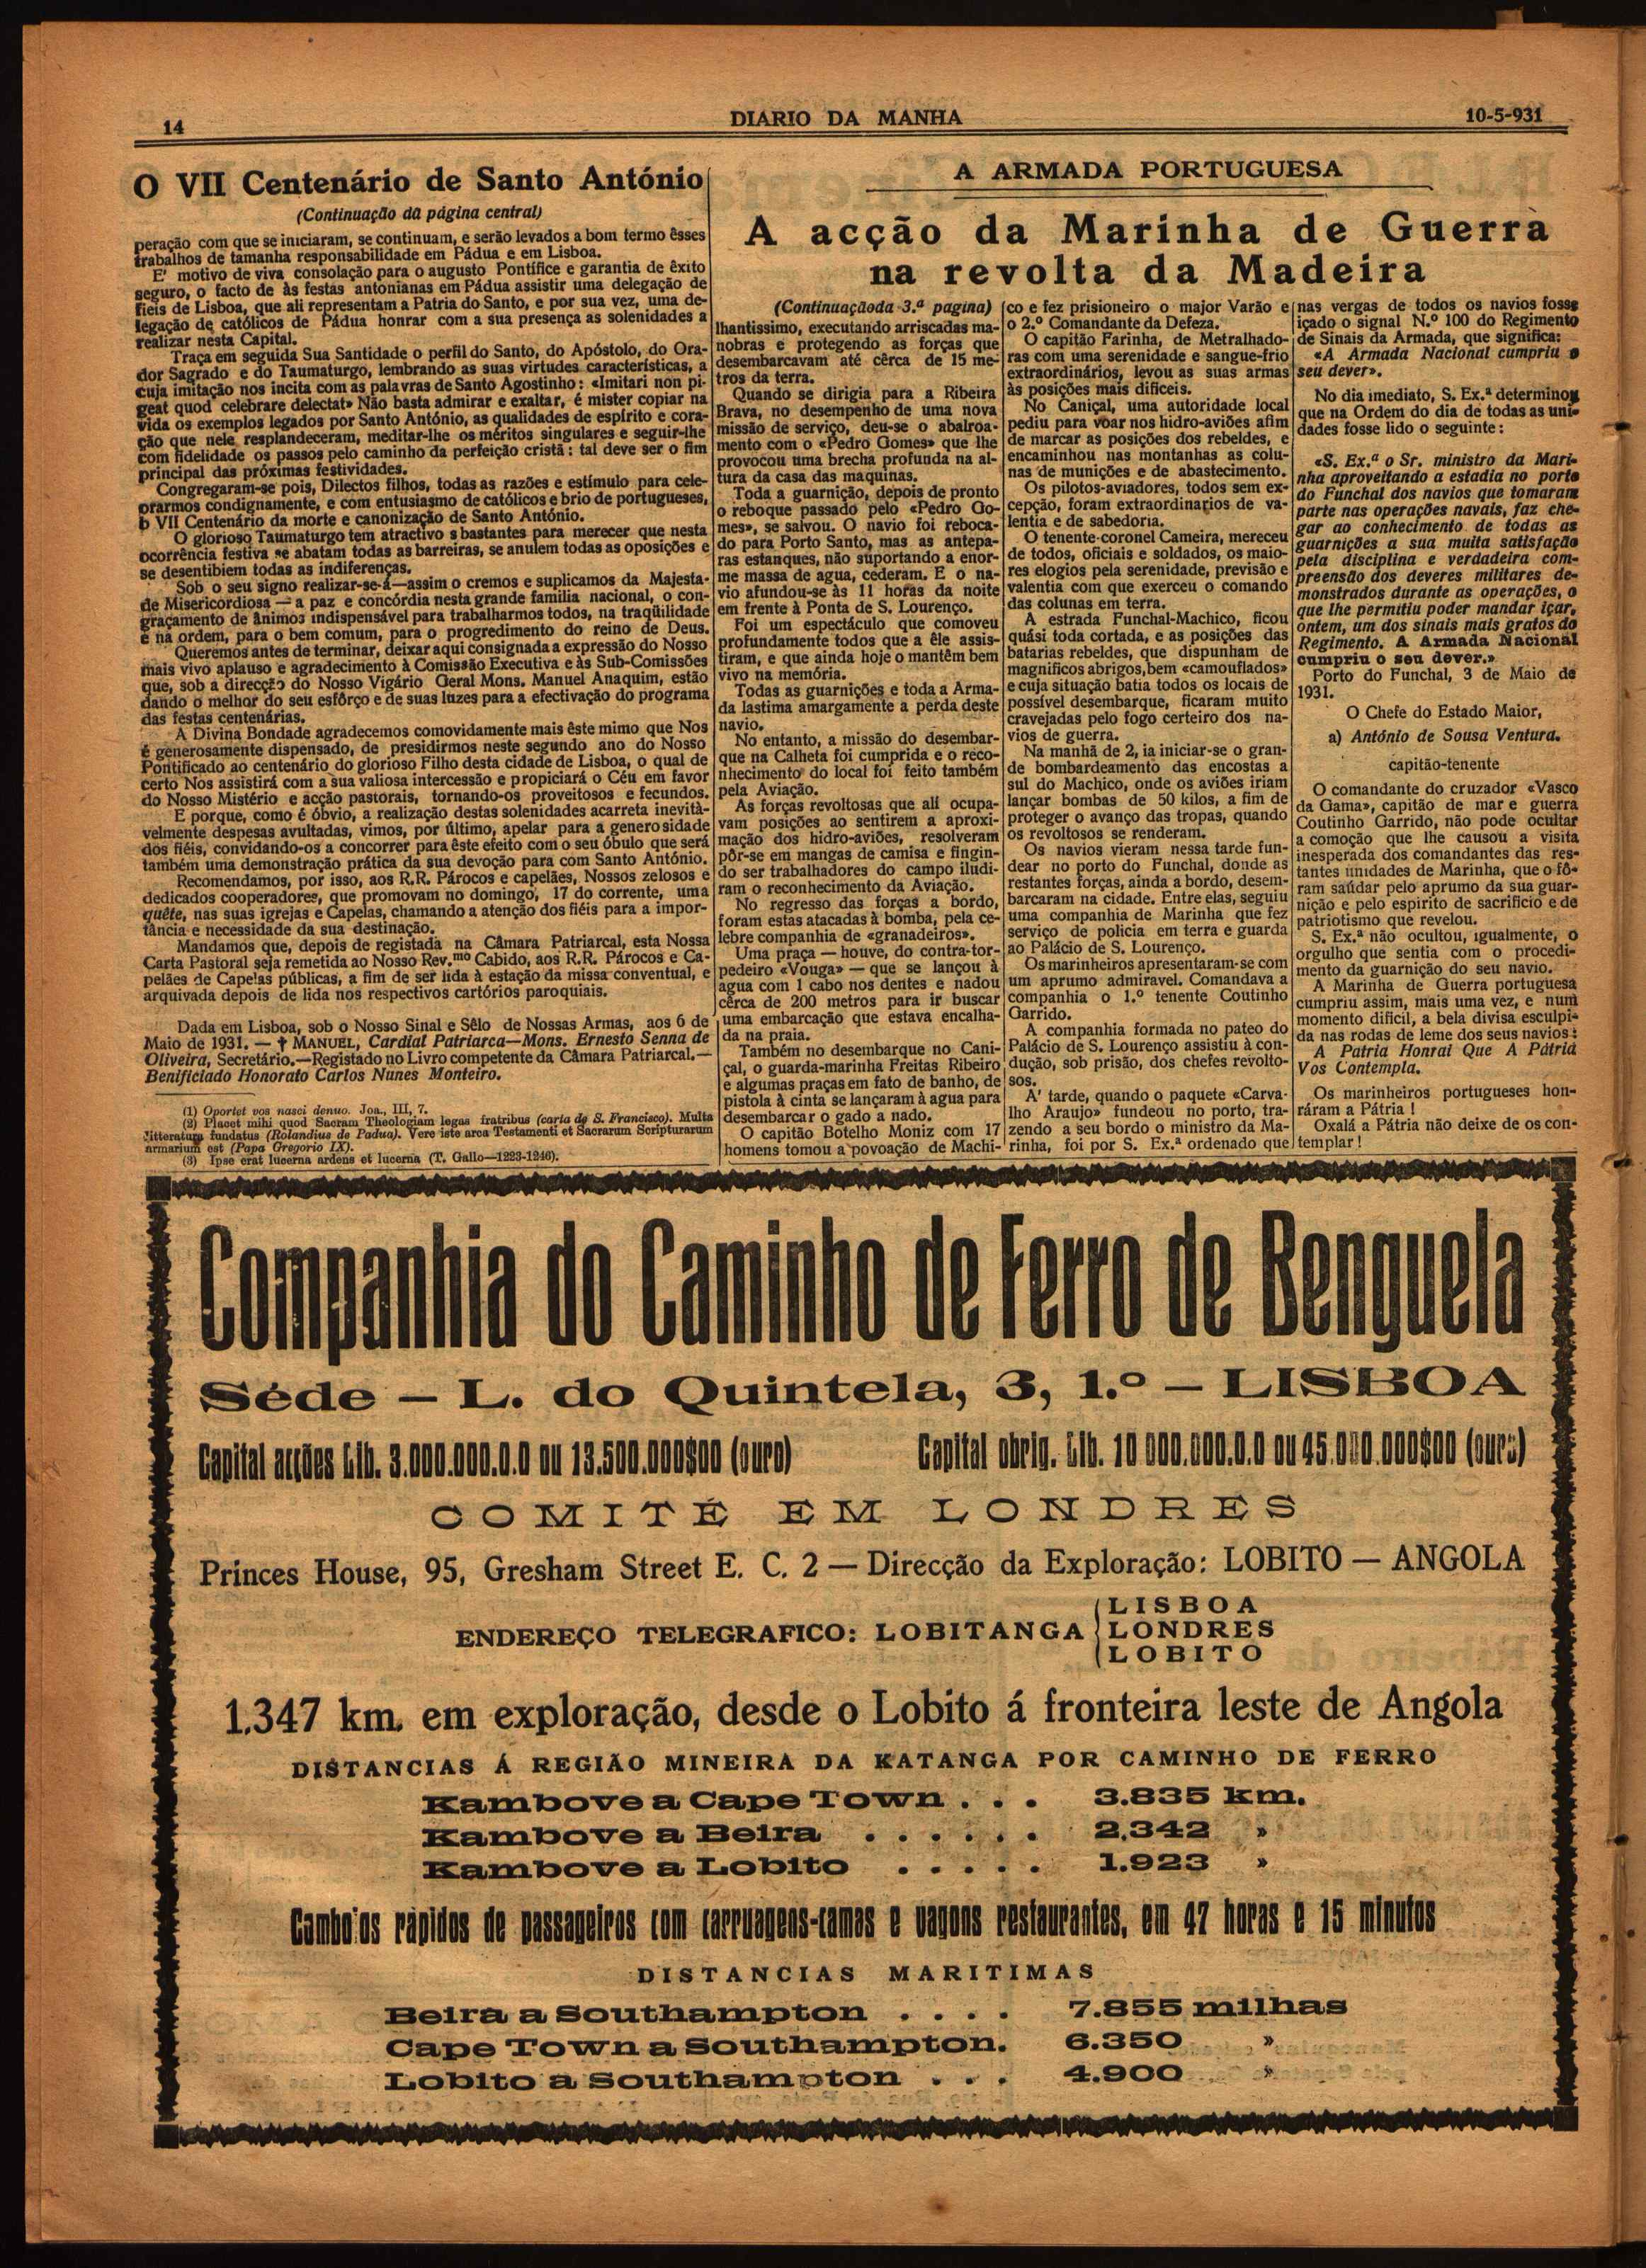 14
DIARIO DA MANHA
10-5-931
O VII Centenário de Santo António
(Continuação da página central)
peração com que se iniciaram, se continuam, e serão levados a bom termo êsses
trabalhos de tamanha responsabilidade em Pádua e em Lisboa.
E' motivo de viva consolação para o augusto Pontífice e garantia de êxito
seguro, o facto de às festas antonianas em Pádua assistir uma delegação de
fieis de Lisboa, que ali representam a Patria do Santo, e por sua vez, uma de-
legação de católicos de Pádua honrar com a sua presença as solenidades a
realizar nesta Capital.
Traça em seguida Sua Santidade o perfil do Santo, do Apóstolo, do Ora-
dor Sagrado e do Taumaturgo, lembrando as suas virtudes características, a
cuja imitação nos incita com as palavras de Santo Agostinho: «Imitari non pi-
geat quod celebrare delectat» Não basta admirar e exaltar, é mister copiar na
vida os exemplos legados por Santo António, as qualidades de espírito e cora-
ção que nele resplandeceram, meditar-lhe os méritos singulares e seguir-lhe
com fidelidade os passos pelo caminho da perfeição cristã: tal deve ser o fim
principal das próximas festividades.
Congregaram-se pois, Dilectos filhos, todas as razões e estímulo para cele-
orarmos condignamente, e com entusiasmo de católicos e brio de portugueses,
b VII Centenário da morte e canonização de Santo António.
O glorioso Taumaturgo tem atractivo s bastantes para merecer que nesta
ocorrência festiva se abatam todas as barreiras, se anulem todas as oposições e
se desentibiem todas as indiferenças.
Sob o seu signo realizar-se-á—assim o cremos e suplicamos da Majesta-
de Misericordiosa — a paz e concórdia nesta grande familia nacional, o con-
graçamento de ânimos indispensável para trabalharmos todos, na traqüilidade
e na ordem, para o bem comum, para o progredimento do reino de Deus.
Queremos antes de terminar, deixar aqui consignada a expressão do Nosso
mais vivo aplauso e agradecimento à Comissão Executiva e às Sub-Comissões
que, sob a direcção do Nosso Vigário Geral Mons. Manuel Anaquim, estão
dando o melhor do seu esfôrço e de suas luzes para a efectivação do programa
das festas centenárias.
A Divina Bondade agradecemos comovidamente mais êste mimo que Nos
é generosamente dispensado, de presidirmos neste segundo ano do Nosso
Pontificado ao centenário do glorioso Filho desta cidade de Lisboa, o qual de
certo Nos assistirá com a sua valiosa intercessão e propiciará o Céu em favor
do Nosso Mistério e acção pastorais, tornando-os proveitosos e fecundos.
E porque, como é óbvio, a realização destas solenidades acarreta inevità-
velmente despesas avultadas, vimos, por último, apelar para a genero sidade
dos fiéis, convidando-os a concorrer para êste efeito com o seu óbulo que será
também uma demonstração prática da sua devoção para com Santo António.
Recomendamos, por isso, aos R.R. Párocos e capelães, Nossos zelosos e
dedicados cooperadores, que promovam no domingo, 17 do corrente, uma
quête, nas suas igrejas e Capelas, chamando a atenção dos fiéis para a impor-
tância e necessidade da sua destinação.
Mandamos que, depois de registada na Câmara Patriarcal, esta Nossa
Carta Pastoral seja remetida ao Nosso Rev.mo Cabido, aos R.R. Párocos e Ca-
pelães de Capelas públicas, a fim de ser lida à estação da missa conventual, e
arquivada depois de lida nos respectivos cartórios paroquiais.
Dada em Lisboa, sob o Nosso Sinal e Sêlo de Nossas Armas, aos 6 de
Maio de 1931. — † MANUEL, Cardial Patriarca—Mons. Ernesto Senna de
Oliveira, Secretário.—Registado no Livro competente da Câmara Patriarcal.—
Benificiado Honorato Carlos Nunes Monteiro.
(1) Oportet vos nasci denuo. Joa., III, 7.
(2) Placet mihi quod Sacram Theologiam legas fratribus (carta de S. Francisco). Multa
litteratura fundatus (Rolandius de Padua). Vere iste arca Testamenti et Sacrarum Scripturarum
armarium est (Papa Gregorio IX).
(3) Ipse erat lucerna ardens et lucerna (T. Gallo—1223-1246).
A ARMADA PORTUGUESA
A acção da Marinha de Guerra
na revolta da Madeira
(Continuaçãoda 3.ª pagina)
lhantissimo, executando arriscadas ma-
nobras e protegendo as forças que
desembarcavam até cêrca de 15 me-
tros da terra.
Quando se dirigia para a Ribeira
Brava, no desempenho de uma nova
missão de serviço, deu-se o abalroa-
mento com o «Pedro Gomes» que lhe
provocou uma brecha profunda na al-
tura da casa das maquinas.
Toda a guarnição, depois de pronto
o reboque passado pelo «Pedro Go-
mes», se salvou. O navio foi reboca-
do para Porto Santo, mas as antepa-
ras estanques, não suportando a enor-
me massa de agua, cederam. E o na-
vio afundou-se às 11 horas da noite
em frente à Ponta de S. Lourenço.
Foi um espectáculo que comoveu
profundamente todos que a êle assis-
tiram, e que ainda hoje o mantêm bem
vivo na memória.
Todas as guarnições e toda a Arma-
da lastima amargamente a perda deste
navio.
No entanto, a missão do desembar-
que na Calheta foi cumprida e o reco-
nhecimento do local foi feito também
pela Aviação.
As forças revoltosas que ali ocupa-
vam posições ao sentirem a aproxi-
mação dos hidro-aviões, resolveram
pôr-se em mangas de camisa e fingin-
do ser trabalhadores do campo iludi-
ram o reconhecimento da Aviação.
No regresso das forças a bordo,
foram estas atacadas à bomba, pela ce-
lebre companhia de «granadeiros».
Uma praça — houve, do contra-tor-
pedeiro «Vouga» — que se lançou à
agua com 1 cabo nos dentes e nadou
cêrca de 200 metros para ir buscar
uma embarcação que estava encalha-
da na praia.
Também no desembarque no Cani-
çal, o guarda-marinha Freitas Ribeiro
e algumas praças em fato de banho, de
pistola à cinta se lançaram à agua para
desembarcar o gado a nado.
O capitão Botelho Moniz com 17
homens tomou a povoação de Machi-
co e fez prisioneiro o major Varão e
o 2.º Comandante da Defeza.
O capitão Farinha, de Metralhado-
ras com uma serenidade e sangue-frio
extraordinários, levou as suas armas
às posições mais dificeis.
No Caniçal, uma autoridade local
pediu para voar nos hidro-aviões afim
de marcar as posições dos rebeldes, e
encaminhou nas montanhas as colu-
nas de munições e de abastecimento.
Os pilotos-aviadores, todos sem ex-
cepção, foram extraordinarios de va-
lentia e de sabedoria.
O tenente-coronel Cameira, mereceu
de todos, oficiais e soldados, os maio-
res elogios pela serenidade, previsão e
valentia com que exerceu o comando
das colunas em terra.
A estrada Funchal-Machico, ficou
quási toda cortada, e as posições das
batarias rebeldes, que dispunham de
magnificos abrigos, bem «camouflados»
e cuja situação batia todos os locais de
possível desembarque, ficaram muito
cravejadas pelo fogo certeiro dos na-
vios de guerra.
Na manhã de 2, ia iniciar-se o gran-
de bombardeamento das encostas a
sul do Machico, onde os aviões iriam
lançar bombas de 50 kilos, a fim de
proteger o avanço das tropas, quando
os revoltosos se renderam.
Os navios vieram nessa tarde fun-
dear no porto do Funchal, donde as
restantes forças, ainda a bordo, desem-
barcaram na cidade. Entre elas, seguiu
uma companhia de Marinha que fez
serviço de policia em terra e guarda
ao Palácio de S. Lourenço.
Os marinheiros apresentaram-se com
um aprumo admiravel. Comandava a
companhia o 1.º tenente Coutinho
Garrido.
A companhia formada no pateo do
Palácio de S. Lourenço assistiu à con-
dução, sob prisão, dos chefes revolto-
sos.
A' tarde, quando o paquete «Carva-
lho Araujo» fundeou no porto, tra-
zendo a seu bordo o ministro da Ma-
rinha, foi por S. Ex.ª ordenado que
nas vergas de todos os navios fosse
içado o signal N.º 100 do Regimento
de Sinais da Armada, que significa:
«A Armada Nacional cumpriu o
seu dever».
No dia imediato, S. Ex.ª determinou
que na Ordem do dia de todas as uni-
dades fosse lido o seguinte:
«S. Ex.ª o Sr. ministro da Mari-
nha aproveitando a estadia no porto
do Funchal dos navios que tomaram
parte nas operações navais, faz che-
gar ao conhecimento de todas as
guarnições a sua muita satisfação
pela disciplina e verdadeira com-
preensão dos deveres militares de-
monstrados durante as operações, o
que lhe permitiu poder mandar içar,
ontem, um dos sinais mais gratos do
Regimento. A Armada Nacional
cumpriu o seu dever.»
Porto do Funchal, 3 de Maio de
1931.
O Chefe do Estado Maior,
a) António de Sousa Ventura.
capitão-tenente
O comandante do cruzador «Vasco
da Gama», capitão de mar e guerra
Coutinho Garrido, não pode ocultar
a comoção que lhe causou a visita
inesperada dos comandantes das res-
tantes unidades de Marinha, que o fô-
ram saúdar pelo aprumo da sua guar-
nição e pelo espirito de sacrificio e de
patriotismo que revelou.
S. Ex.ª não ocultou, igualmente, o
orgulho que sentia com o procedi-
mento da guarnição do seu navio.
A Marinha de Guerra portuguesa
cumpriu assim, mais uma vez, e num
momento dificil, a bela divisa esculpi-
da nas rodas de leme dos seus navios:
A Patria Honrai Que A Pátria
Vos Contempla.
Os marinheiros portugueses hon-
ráram a Pátria!
Oxalá a Pátria não deixe de os con-
templar!
Companhia do Caminho de Ferro de Benguela
Séde — L. do Quintela, 3, 1.º — LISBOA
Capital acções Lib. 3.000.000.0.0 ou 13.500.000$00 (ouro)
Capital obrig. Lib. 10 000.000.0.0 ou 45.000.000$00 (ouro)
COMITÉ EM LONDRES
Princes House, 95, Gresham Street E. C. 2 — Direcção da Exploração: LOBITO — ANGOLA
ENDEREÇO TELEGRAFICO: LOBITANGA
LISBOA
LONDRES
LOBITO
1.347 km. em exploração, desde o Lobito á fronteira leste de Angola
DISTANCIAS Á REGIÃO MINEIRA DA KATANGA POR CAMINHO DE FERRO
Kambove a Cape Town . . . 3.835 km.
Kambove a Beira . . . . . . 2.342 »
Kambove a Lobito . . . . . 1.923 »
Combo'os rapidos de passageiros com carruagens-camas e vagons restaurantes, em 47 horas e 15 minutos
DISTANCIAS MARITIMAS
Beira a Southampton . . . . 7.855 milhas
Cape Town a Southampton. 6.350 »
Lobito a Southampton . . . 4.900 »